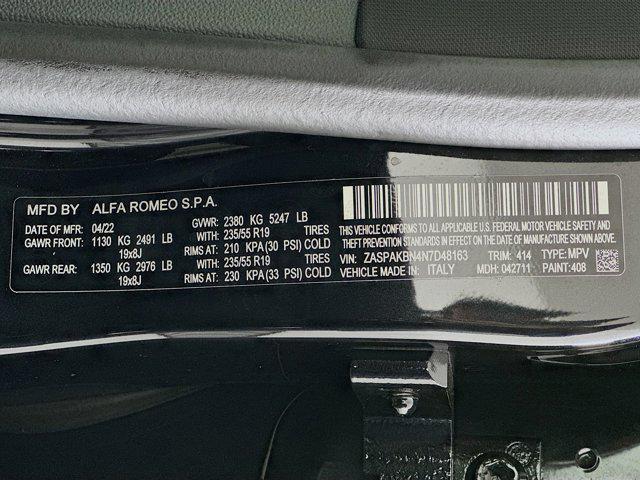 MFD BY ALFA ROMEO S.P.A.
DATE OF MFR: 04/22 GVWR: 2380 KG 5247 LB
GAWR FRONT: 1130 KG 2491 LB WITH 235/55 R19 TIRES
19x8J RIMS AT: 210 KPA (30 PSI) COLD
GAWR REAR: 1350 KG 2976 LB WITH 235/55 R19 TIRES
19x8J RIMS AT: 230 KPA (33 PSI) COLD
THIS VEHICLE CONFORMS TO ALL APPLICABLE U.S. FEDERAL MOTOR VEHICLE SAFETY AND
BUMPER STANDARDS IN EFFECT ON THE DATE OF MANUFACTURE SHOWN ABOVE.
VIN: ZASPAKBN4N7D48163 TRIM: 414 TYPE: MPV
VEHICLE MADE IN: ITALY MDH: 042711 PAINT: 408